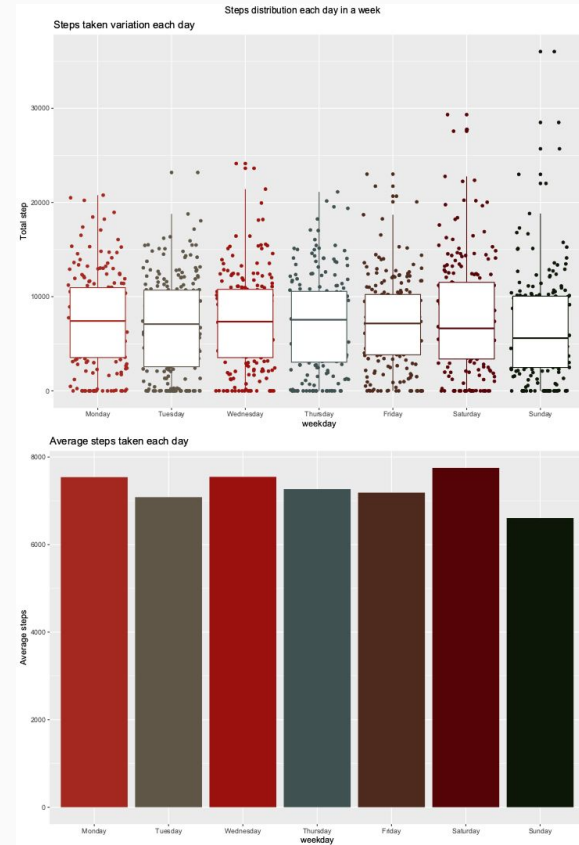 Steps distribution each day in a week
Steps taken variation each day
30000
20000
10000
0
Total step
Monday Tuesday Wednesday Thursday Friday Saturday Sunday
weekday
Average steps taken each day
8000
6000
4000
2000
0
Average steps
Monday Tuesday Wednesday Thursday Friday Saturday Sunday
weekday